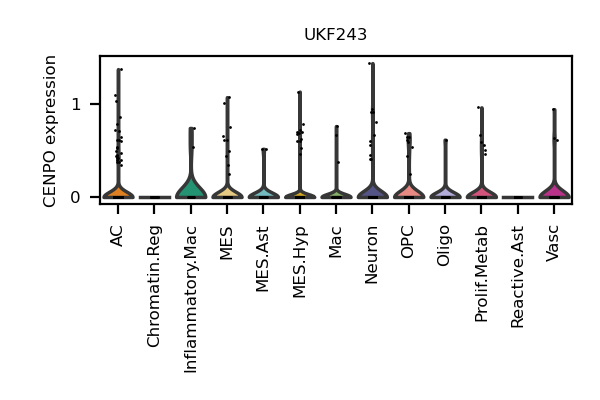 UKF243
CENPO expression
1
0
AC
Chromatin.Reg
Inflammatory.Mac
MES
MES.Ast
MES.Hyp
Mac
Neuron
OPC
Oligo
Prolif.Metab
Reactive.Ast
Vasc